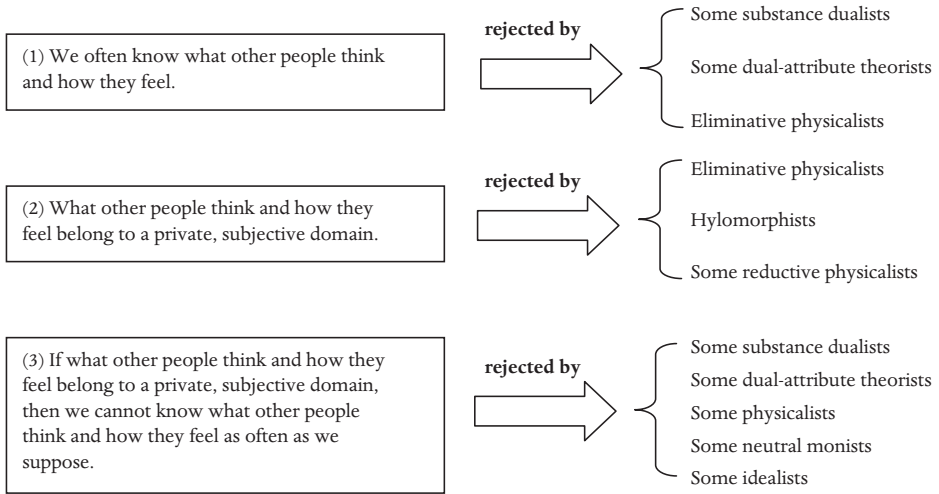 (1) We often know what other people think
and how they feel.
rejected by
Some substance dualists
Some dual-attribute theorists
Eliminative physicalists
(2) What other people think and how they
feel belong to a private, subjective domain.
rejected by
Eliminative physicalists
Hylomorphists
Some reductive physicalists
(3) If what other people think and how they
feel belong to a private, subjective domain,
then we cannot know what other people
think and how they feel as often as we
suppose.
rejected by
Some substance dualists
Some dual-attribute theorists
Some physicalists
Some neutral monists
Some idealists